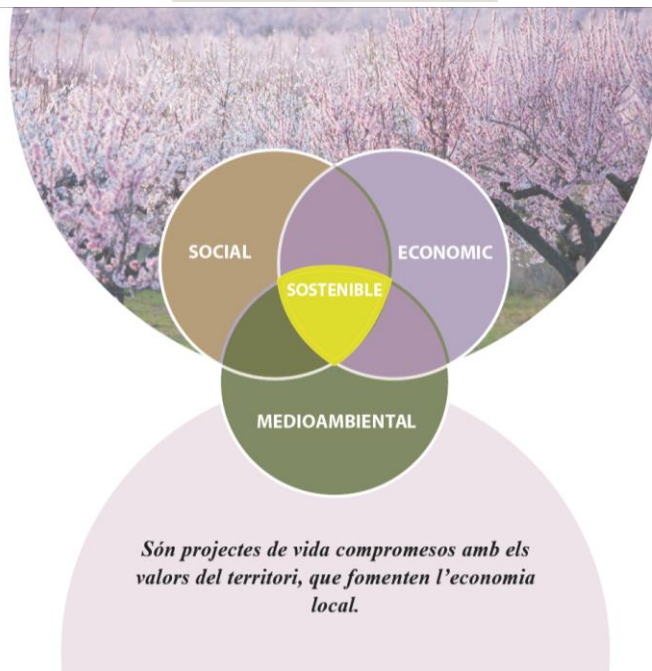 SOCIAL
ECONOMIC
SOSTENIBLE
MEDIOAMBIENTAL
Són projectes de vida compromesos amb els
valors del territori, que fomenten l’economia
local.